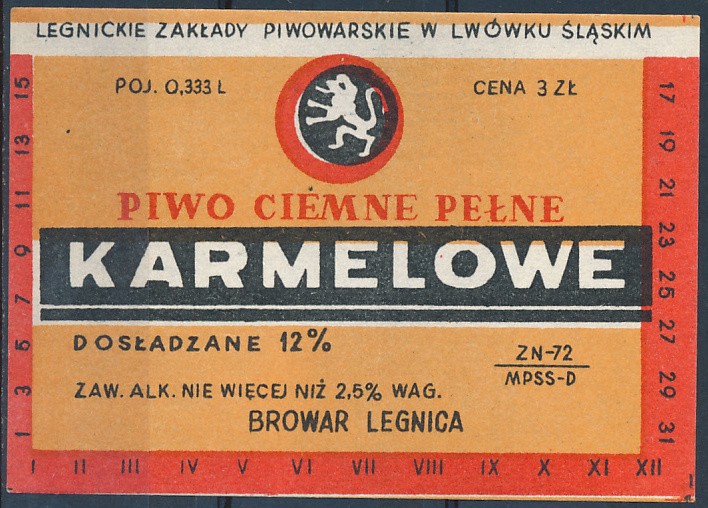 LEGNICKIE ZAKŁADY PIWOWARSKIE W LWÓWKU ŚLĄSKIM
POJ. 0,333 Ł
CENA 3 ZŁ
PIWO CIEMNE PEŁNE
KARMELOWE
DOSŁADZANE 12%
ZN-72
MPSS-D
ZAW. ALK. NIE WIĘCEJ NIŻ 2,5% WAG.
BROWAR LEGNICA
1 3 5 7 9 11 13 15
17 19 21 23 25 27 29 31
I II III IV V VI VII VIII IX X XI XII